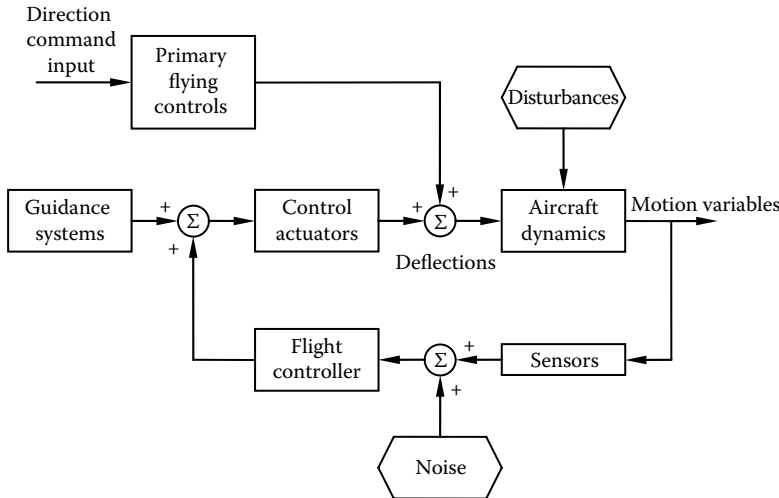 Direction
command
input
Primary
flying
controls
Disturbances
Guidance
systems
+
+
Σ
Control
actuators
+
+
Σ
Deflections
Aircraft
dynamics
Motion variables
Flight
controller
Σ
+
+
Sensors
Noise